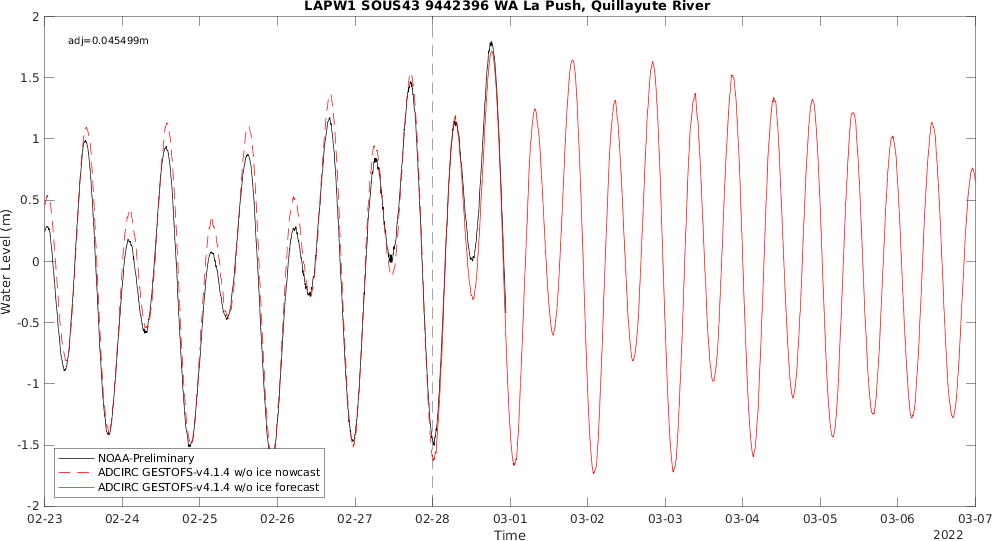 LAPW1 SOUS43 9442396 WA La Push, Quillayute River
adj=0.045499m
2
1.5
1
0.5
0
-0.5
-1
-1.5
-2
Water Level (m)
NOAA-Preliminary
ADCIRC GESTOFS-v4.1.4 w/o ice nowcast
ADCIRC GESTOFS-v4.1.4 w/o ice forecast
02-23 02-24 02-25 02-26 02-27 02-28 03-01 03-02 03-03 03-04 03-05 03-06 03-07
Time
2022